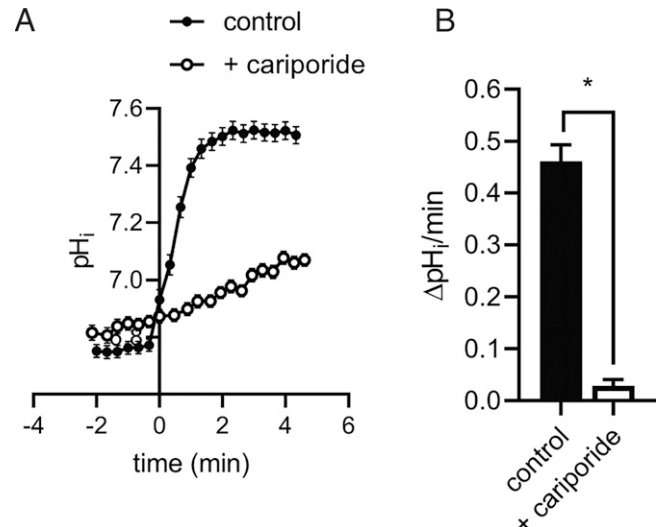 A
control
+ cariporide
7.6
7.4
7.2
7.0
pHi
-4
-2
0
2
4
6
time (min)
B
0.6
0.5
0.4
0.3
0.2
0.1
0.0
ΔpHi/min
*
control
+ cariporide